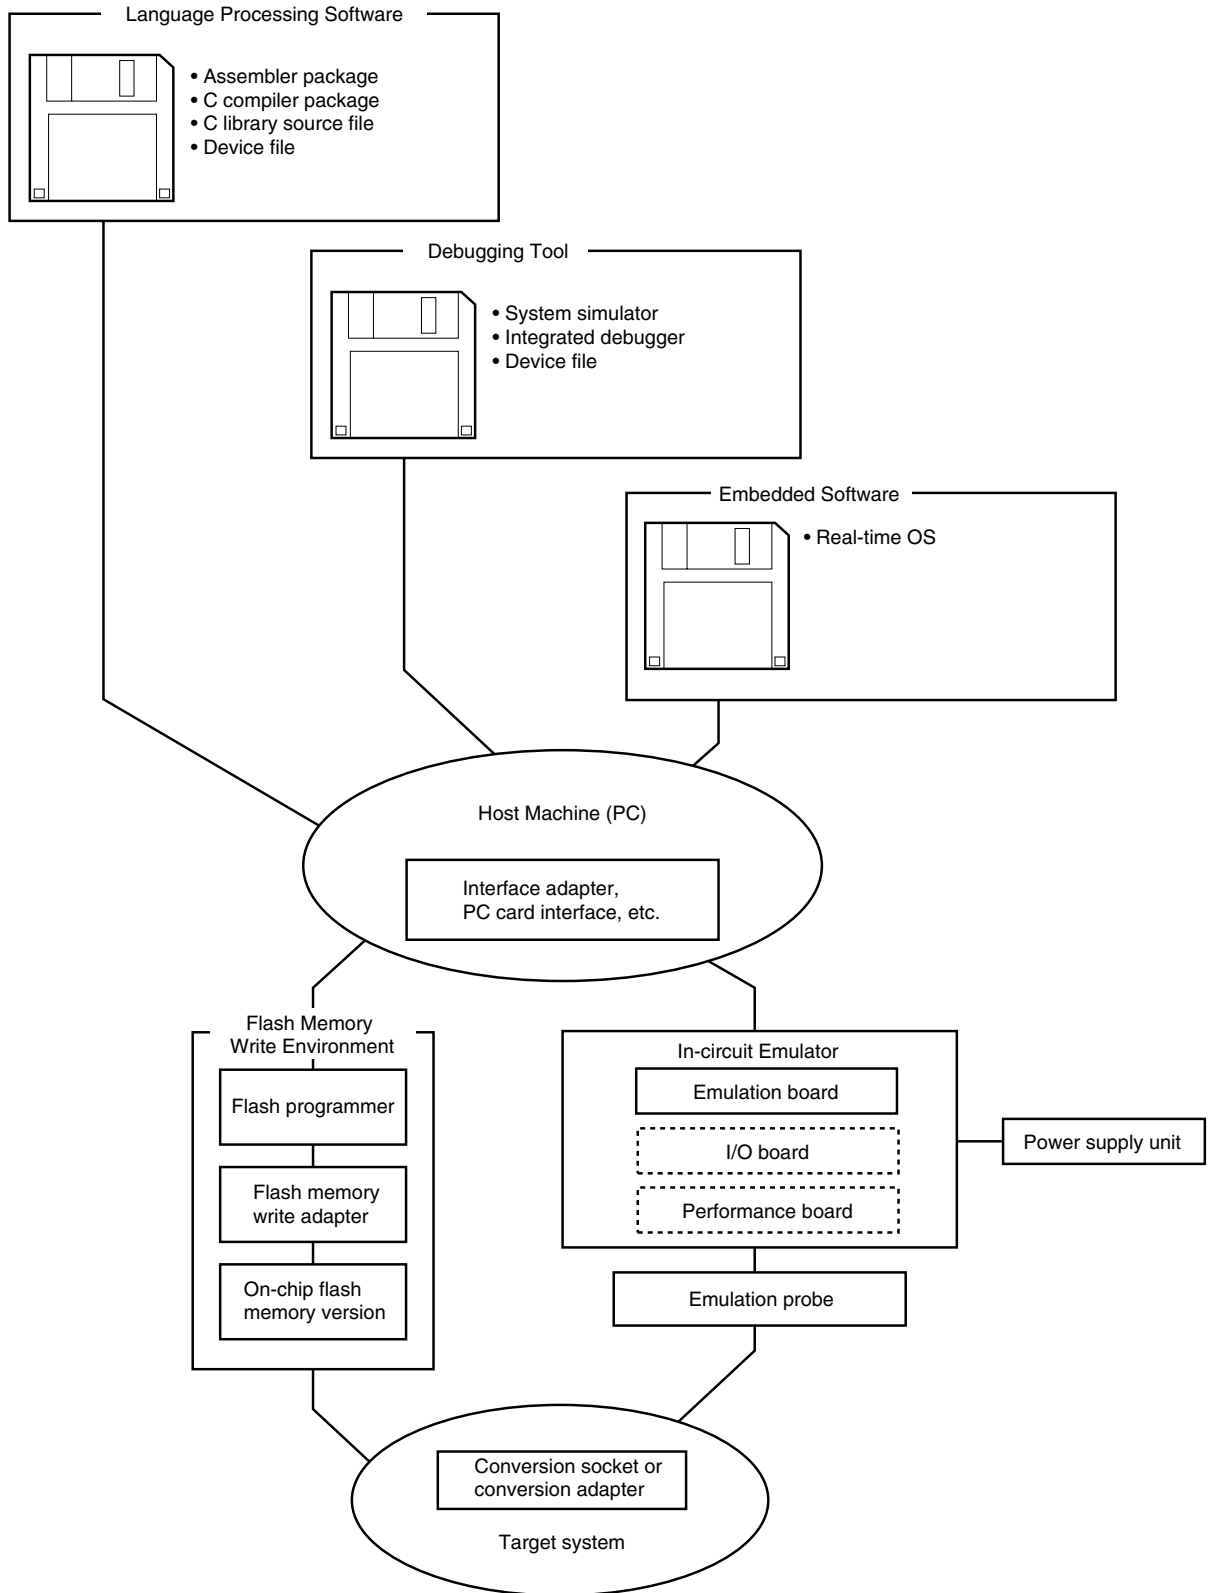 Language Processing Software
• Assembler package
• C compiler package
• C library source file
• Device file
Debugging Tool
• System simulator
• Integrated debugger
• Device file
Embedded Software
• Real-time OS
Host Machine (PC)
Interface adapter,
PC card interface, etc.
Flash Memory
Write Environment
Flash programmer
Flash memory
write adapter
On-chip flash
memory version
In-circuit Emulator
Emulation board
I/O board
Performance board
Power supply unit
Emulation probe
Conversion socket or
conversion adapter
Target system